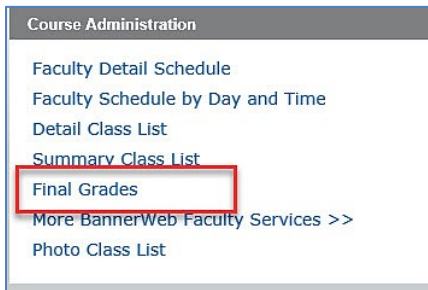 Course Administration
Faculty Detail Schedule
Faculty Schedule by Day and Time
Detail Class List
Summary Class List
Final Grades
More BannerWeb Faculty Services >>
Photo Class List